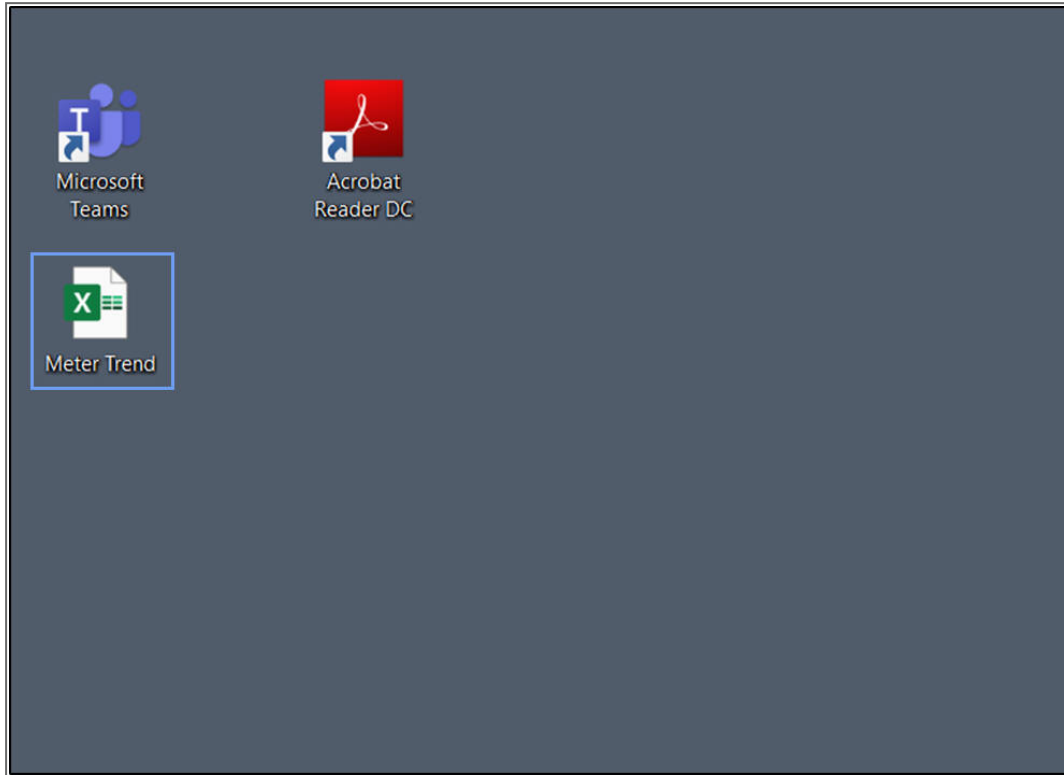 T
Microsoft
Teams
Acrobat
Reader DC
X
Meter Trend